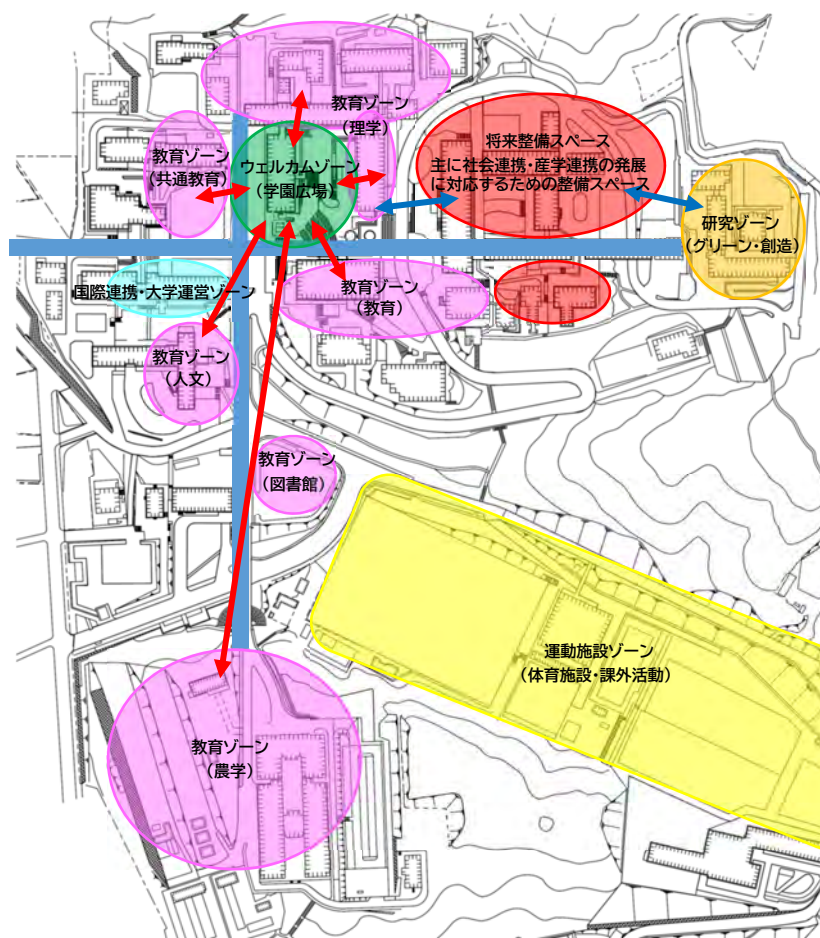 教育ゾーン
(理学)
将来整備スペース
主に社会連携・産学連携の発展
に対応するための整備スペース
教育ゾーン
(共通教育)
ウェルカムゾーン
(学園広場)
研究ゾーン
(グリーン・創造)
国際連携・大学運営ゾーン
教育ゾーン
(教育)
教育ゾーン
(人文)
教育ゾーン
(図書館)
運動施設ゾーン
(体育施設・課外活動)
教育ゾーン
(農学)